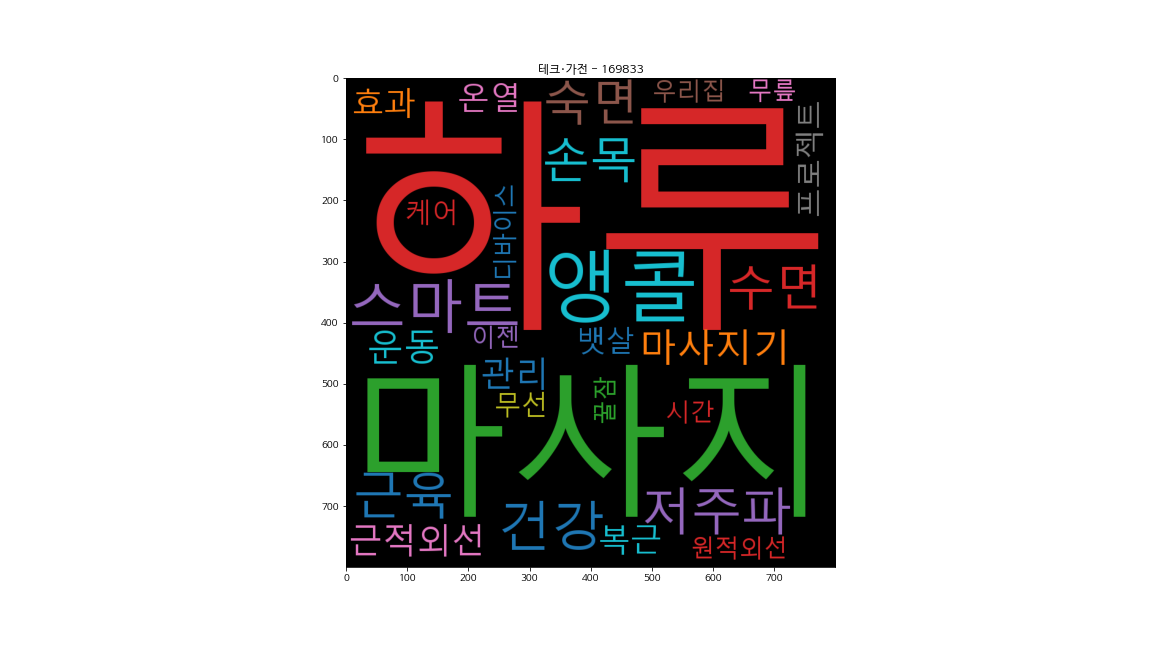 테크·가전 - 169833
효과
온열
숙면
우리집
무릎
프로젝트
하루
손목
케어
디바이스
앵콜
수면
스마트
운동
이젠
뱃살
마사지기
관리
무선
꿀잠
시간
마사지
근육
건강
저주파
근적외선
복근
원적외선
0
100
200
300
400
500
600
700
0 100 200 300 400 500 600 700